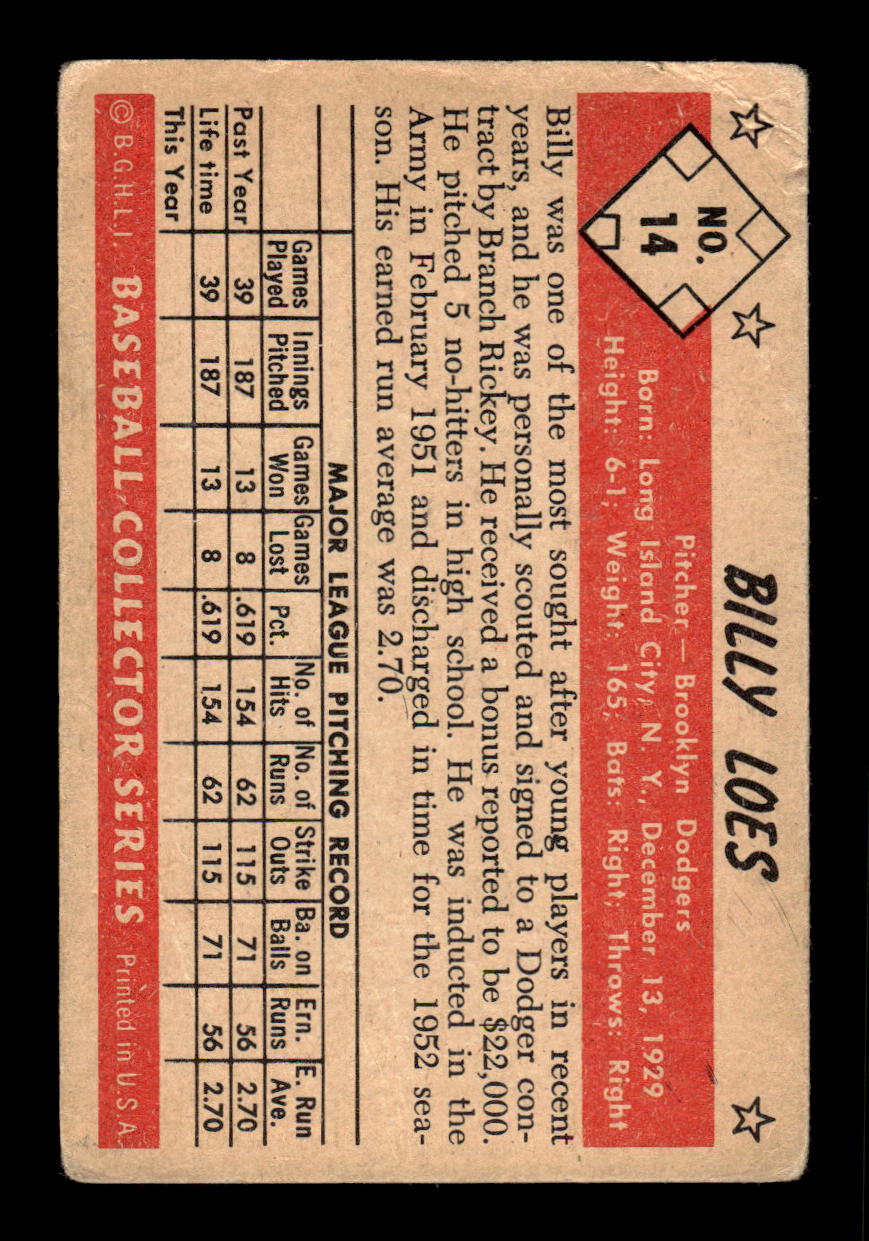 BILLY LOES
NO.
14
Pitcher — Brooklyn Dodgers
Born: Long Island City, N. Y., December 13, 1929
Height: 6-1; Weight: 165; Bats: Right; Throws: Right
Billy was one of the most sought after young players in recent
years, and he was personally scouted and signed to a Dodger con-
tract by Branch Rickey. He received a bonus reported to be $22,000.
He pitched 5 no-hitters in high school. He was inducted in the
Army in February 1951 and discharged in time for the 1952 sea-
son. His earned run average was 2.70.
MAJOR LEAGUE PITCHING RECORD
Games Played Innings Pitched Games Won Games Lost Pct. No. of Hits No. of Runs Strike Outs Ba. on Balls Ern. Runs E. Run Ave.
Past Year 39 187 13 8 .619 154 62 115 71 56 2.70
Life time 39 187 13 8 .619 154 62 115 71 56 2.70
This Year
© B.G.H.L.I. BASEBALL COLLECTOR SERIES Printed in U.S.A.